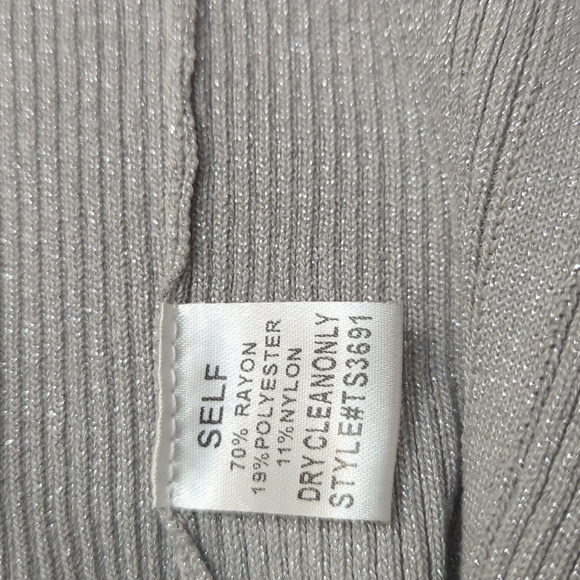 SELF
70% RAYON
19%POLYESTER
11%NYLON
DRY CLEANONLY
STYLE#TS3691